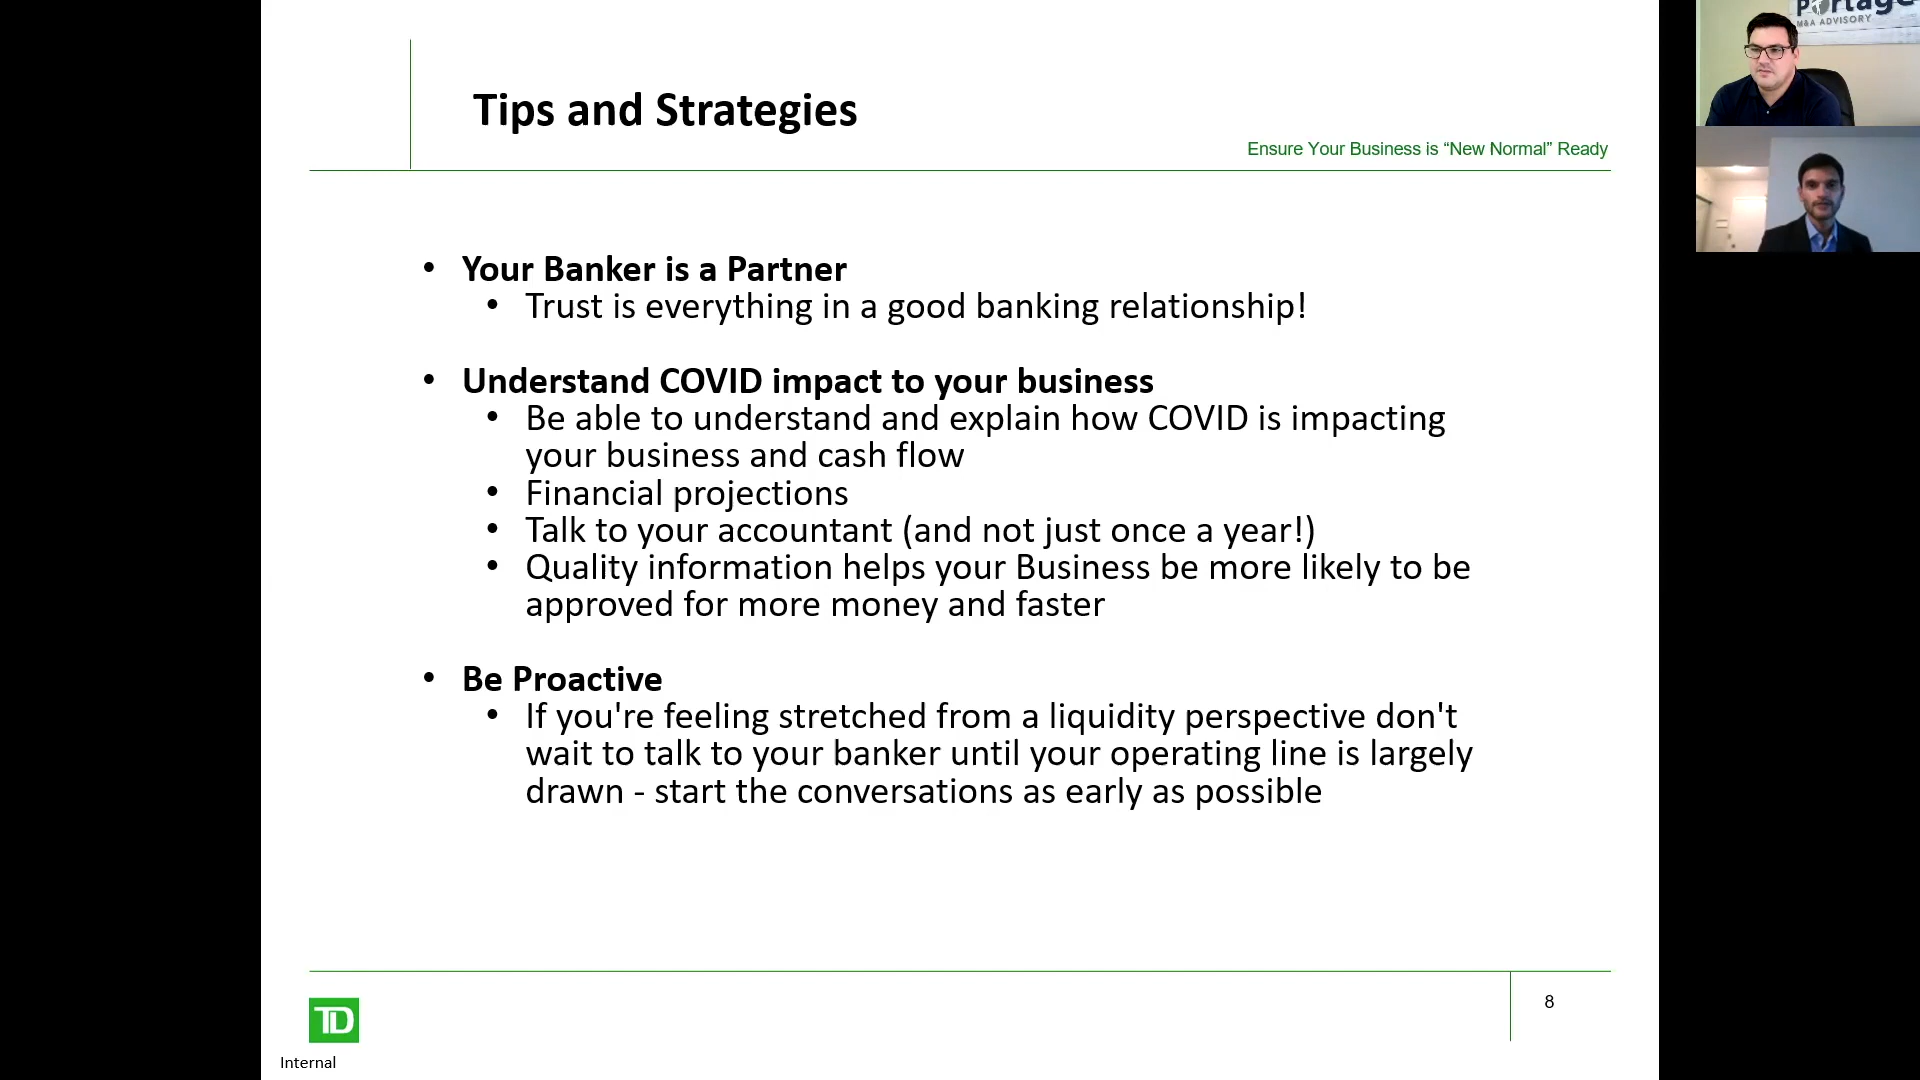 Portage
M&A ADVISORY
Tips and Strategies
Ensure Your Business is “New Normal” Ready
• Your Banker is a Partner
• Trust is everything in a good banking relationship!
• Understand COVID impact to your business
• Be able to understand and explain how COVID is impacting
your business and cash flow
• Financial projections
• Talk to your accountant (and not just once a year!)
• Quality information helps your Business be more likely to be
approved for more money and faster
• Be Proactive
• If you're feeling stretched from a liquidity perspective don't
wait to talk to your banker until your operating line is largely
drawn - start the conversations as early as possible
8
TD
Internal